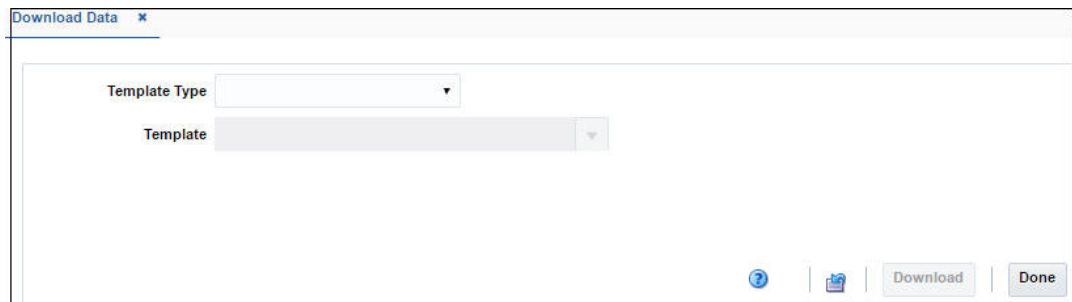 Download Data ×
Template Type
Template
? Download Done